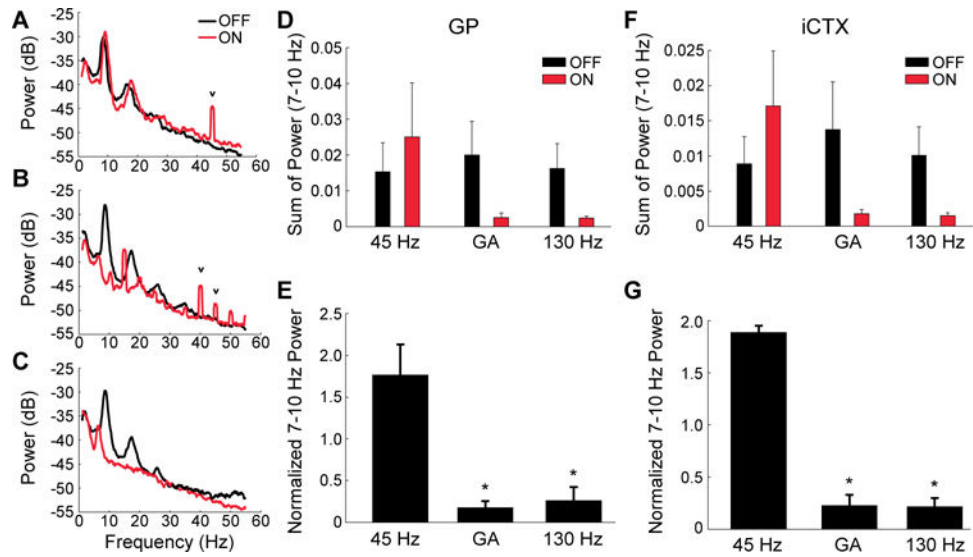 A
-25
-30
-35
-40
-45
-50
-55
Power (dB)
OFF
ON
v
0 10 20 30 40 50 60
B
-25
-30
-35
-40
-45
-50
-55
Power (dB)
v
v
0 10 20 30 40 50 60
C
-25
-30
-35
-40
-45
-50
-55
Power (dB)
0 10 20 30 40 50 60
Frequency (Hz)
D
GP
Sum of Power (7-10 Hz)
0.05
0.04
0.03
0.02
0.01
0
OFF
ON
45 Hz GA 130 Hz
E
Normalized 7-10 Hz Power
2.5
2.0
1.5
1.0
0.5
0
* *
45 Hz GA 130 Hz
F
iCTX
Sum of Power (7-10 Hz)
0.025
0.02
0.015
0.01
0.005
0
OFF
ON
45 Hz GA 130 Hz
G
Normalized 7-10 Hz Power
2.0
1.5
1.0
0.5
0
* *
45 Hz GA 130 Hz